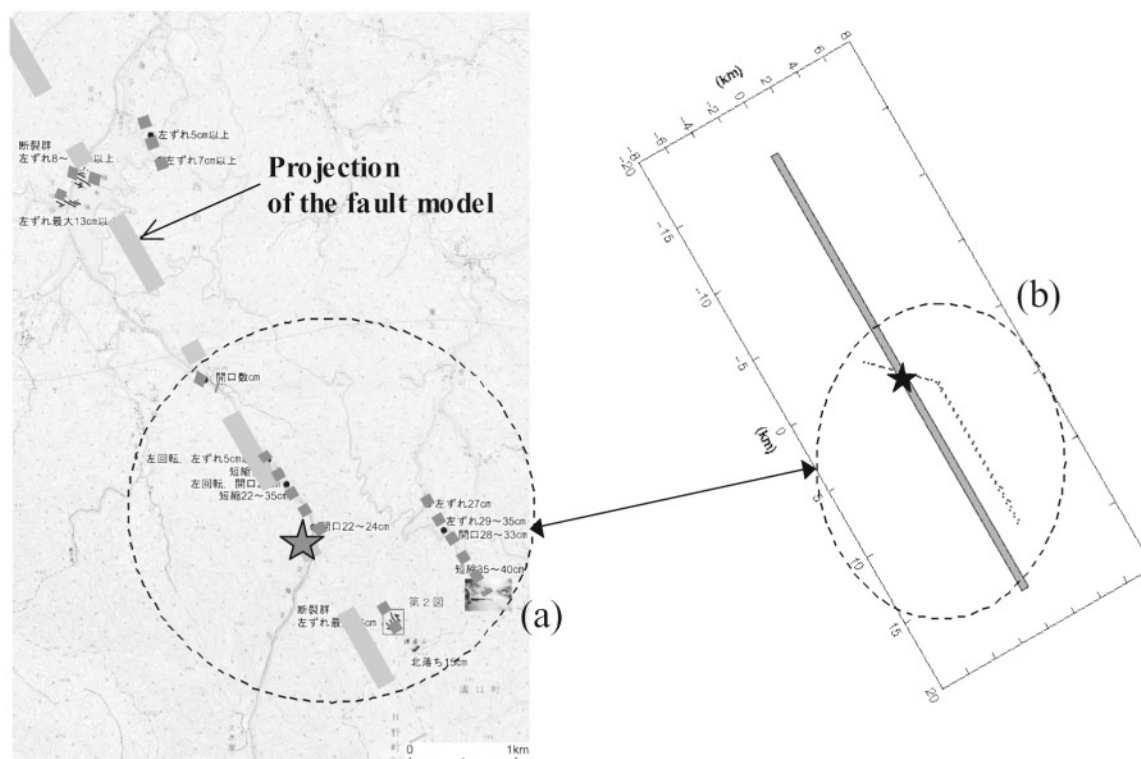 左ずれ5cm以上
断裂群
左ずれ8～ 以上
左ずれ7cm以上
左ずれ最大13cm以
Projection
of the fault model
開口数cm
左回転、左ずれ5cm
短縮
左回転、開口
短縮22～35cm
開口22～24cm
左ずれ27cm
左ずれ29～35cm
開口28～33cm
短縮35～40cm
第２図
断裂群
左ずれ最 cm
北落ち15cm
溝口町
日野町
0 1km
(a)
(km)
-8 -6 -4 -2 0 2 4 6 8
-20 -15 -10 -5 0 5 10 15 20
(km)
(b)